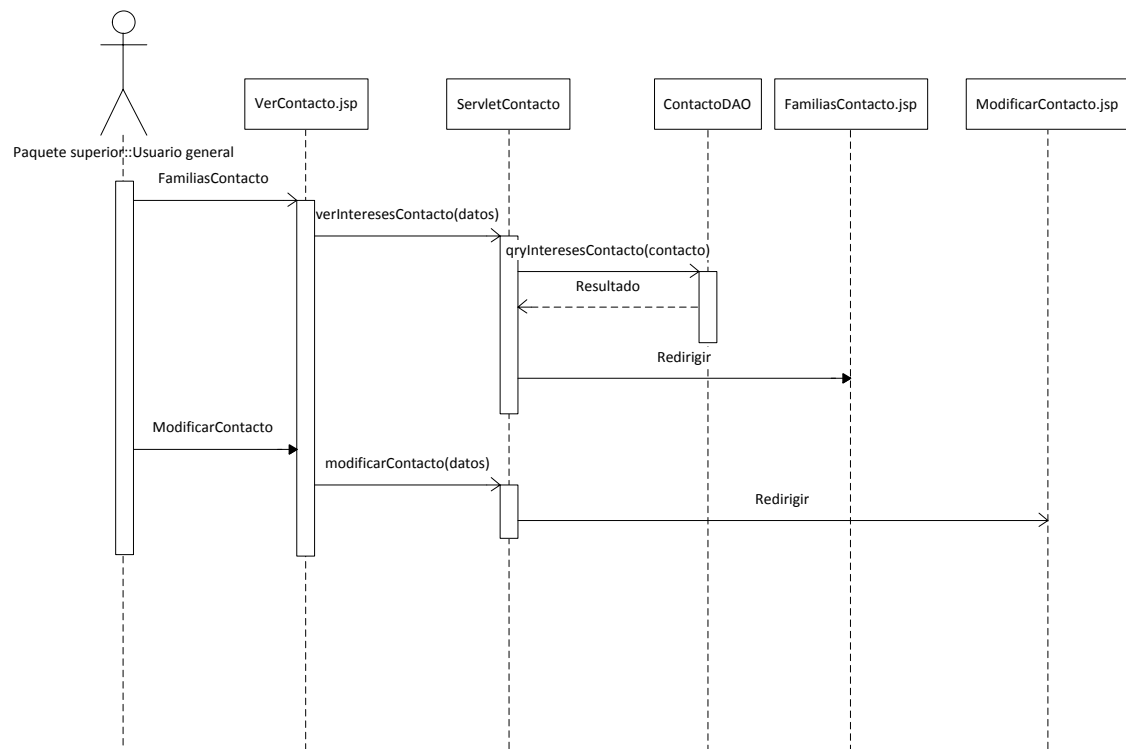 VerContacto.jsp
ServletContacto
ContactoDAO
FamiliasContacto.jsp
ModificarContacto.jsp
Paquete superior::Usuario general
FamiliasContacto
verInteresesContacto(datos)
qryInteresesContacto(contacto)
Resultado
Redirigir
ModificarContacto
modificarContacto(datos)
Redirigir